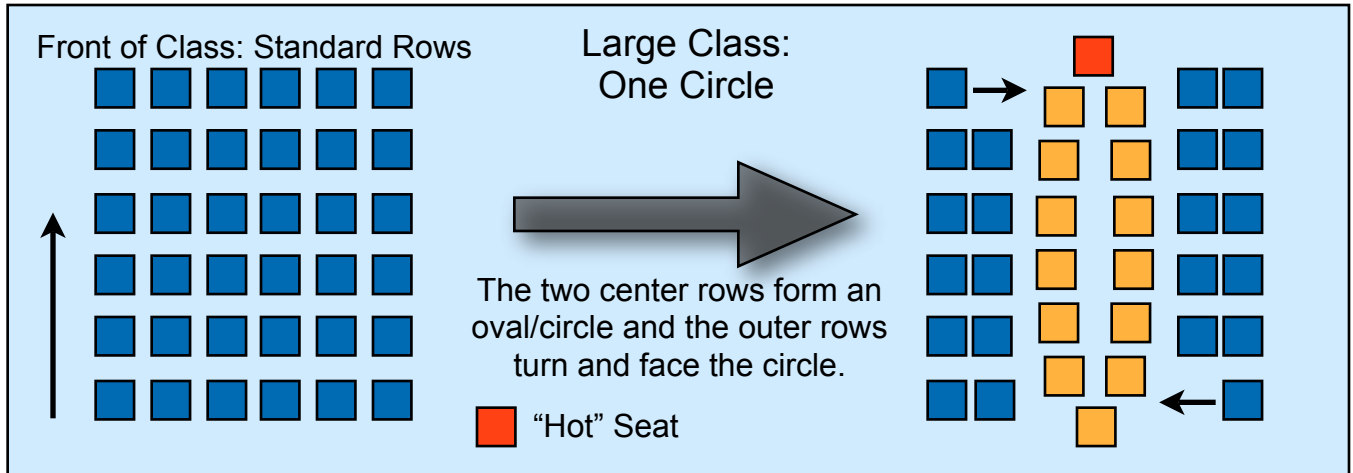 Front of Class: Standard Rows
Large Class:
One Circle
The two center rows form an
oval/circle and the outer rows
turn and face the circle.
“Hot” Seat